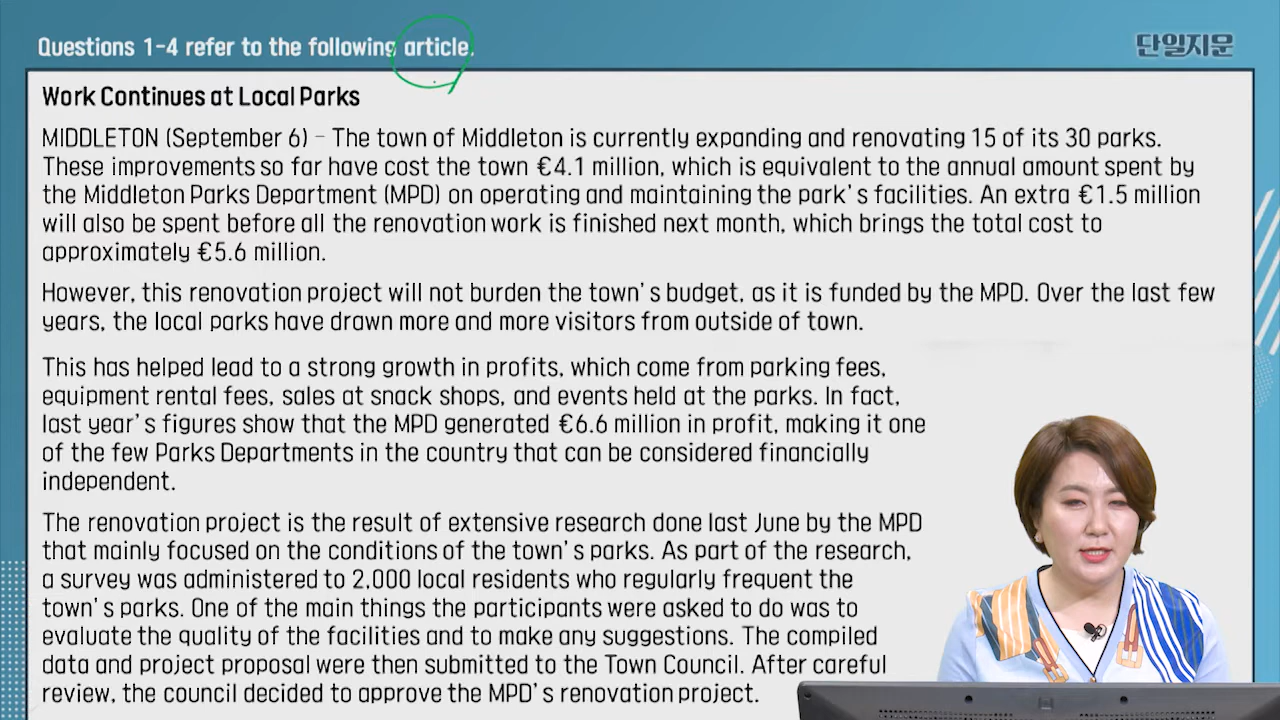 Questions 1-4 refer to the following article.
단일지문
Work Continues at Local Parks
MIDDLETON (September 6) – The town of Middleton is currently expanding and renovating 15 of its 30 parks.
These improvements so far have cost the town €4.1 million, which is equivalent to the annual amount spent by
the Middleton Parks Department (MPD) on operating and maintaining the park's facilities. An extra €1.5 million
will also be spent before all the renovation work is finished next month, which brings the total cost to
approximately €5.6 million.
However, this renovation project will not burden the town's budget, as it is funded by the MPD. Over the last few
years, the local parks have drawn more and more visitors from outside of town.
This has helped lead to a strong growth in profits, which come from parking fees,
equipment rental fees, sales at snack shops, and events held at the parks. In fact,
last year's figures show that the MPD generated €6.6 million in profit, making it one
of the few Parks Departments in the country that can be considered financially
independent.
The renovation project is the result of extensive research done last June by the MPD
that mainly focused on the conditions of the town's parks. As part of the research,
a survey was administered to 2,000 local residents who regularly frequent the
town's parks. One of the main things the participants were asked to do was to
evaluate the quality of the facilities and to make any suggestions. The compiled
data and project proposal were then submitted to the Town Council. After careful
review, the council decided to approve the MPD's renovation project.